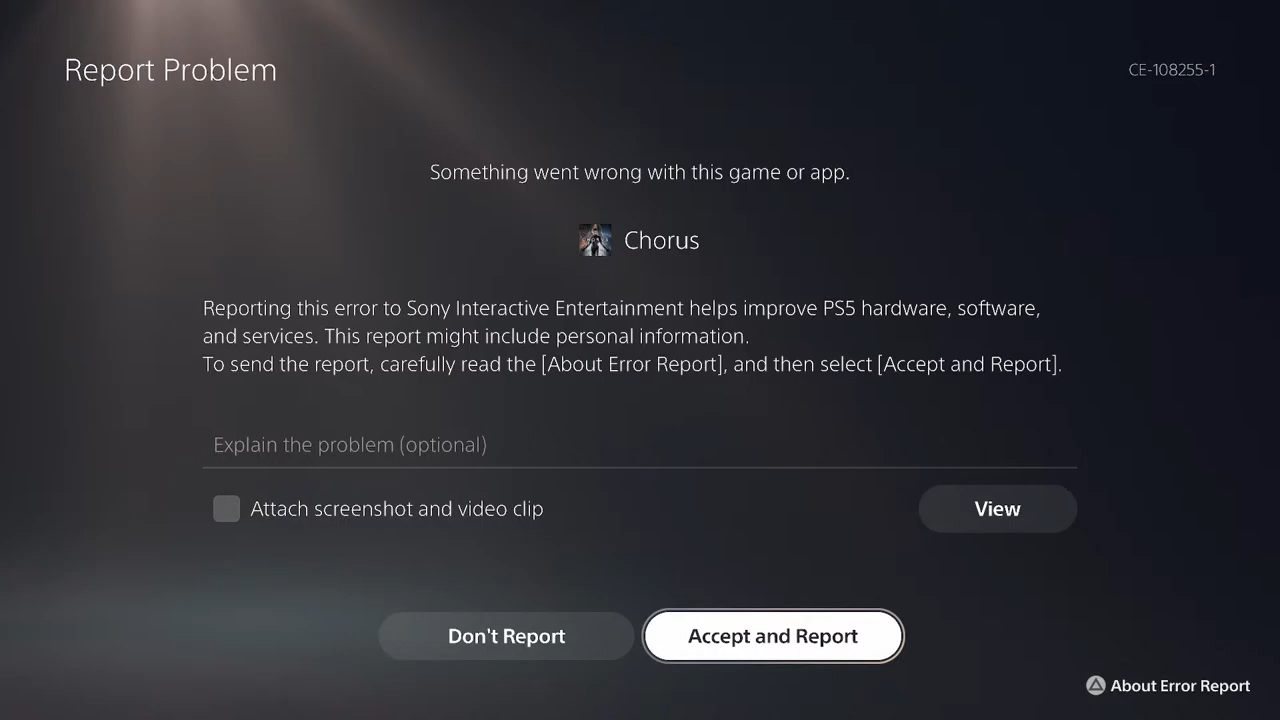 Report Problem
CE-108255-1
Something went wrong with this game or app.
Chorus
Reporting this error to Sony Interactive Entertainment helps improve PS5 hardware, software,
and services. This report might include personal information.
To send the report, carefully read the [About Error Report], and then select [Accept and Report].
Explain the problem (optional)
Attach screenshot and video clip
View
Don't Report
Accept and Report
About Error Report